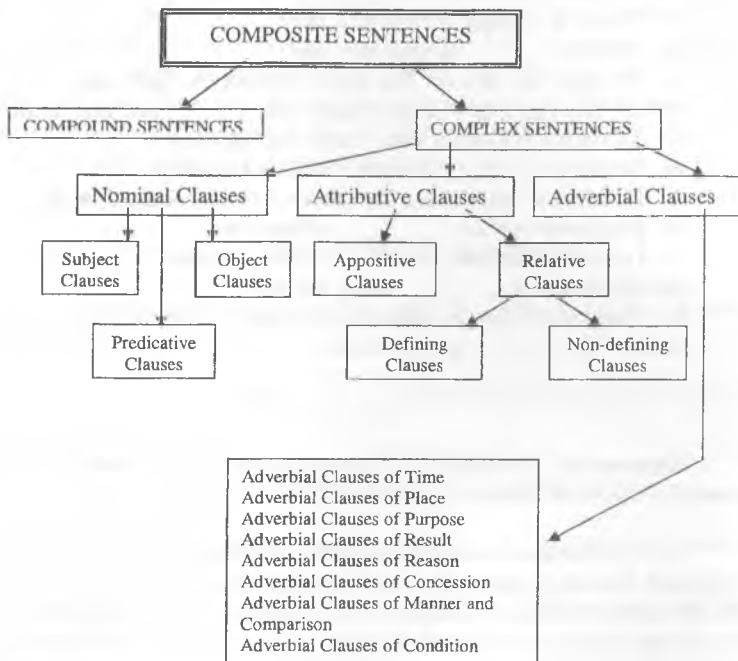 COMPOSITE SENTENCES
COMPOUND SENTENCES
COMPLEX SENTENCES
Nominal Clauses
Attributive Clauses
Adverbial Clauses
Subject
Clauses
Object
Clauses
Appositive
Clauses
Relative
Clauses
Predicative
Clauses
Defining
Clauses
Non-defining
Clauses
Adverbial Clauses of Time
Adverbial Clauses of Place
Adverbial Clauses of Purpose
Adverbial Clauses of Result
Adverbial Clauses of Reason
Adverbial Clauses of Concession
Adverbial Clauses of Manner and
Comparison
Adverbial Clauses of Condition